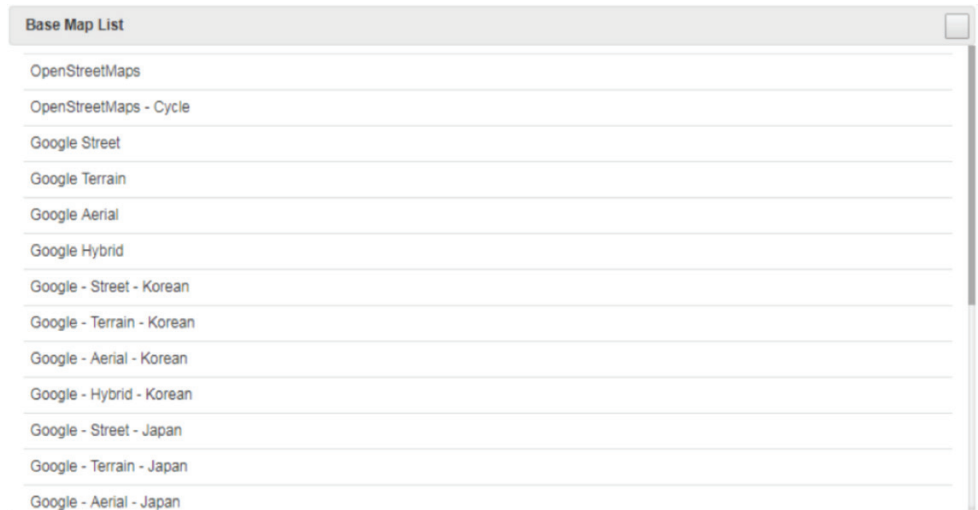 Base Map List
OpenStreetMaps
OpenStreetMaps - Cycle
Google Street
Google Terrain
Google Aerial
Google Hybrid
Google - Street - Korean
Google - Terrain - Korean
Google - Aerial - Korean
Google - Hybrid - Korean
Google - Street - Japan
Google - Terrain - Japan
Google - Aerial - Japan